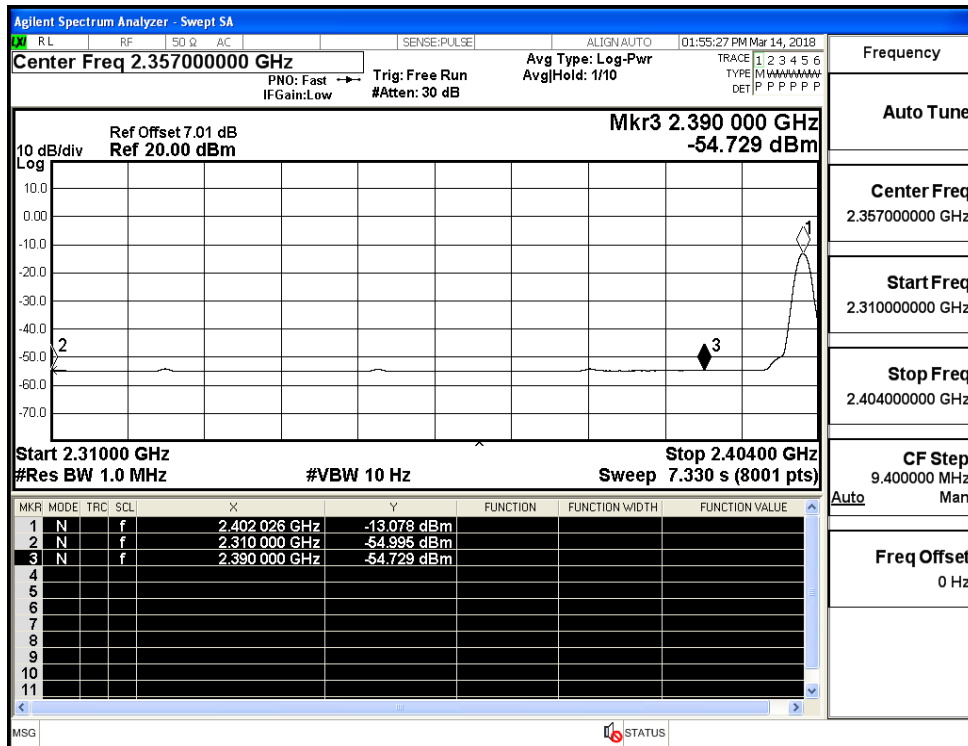 Agilent Spectrum Analyzer - Swept SA
LXI RL RF 50 Ω AC SENSE:PULSE ALIGNAUTO 01:55:27 PM Mar 14, 2018
Center Freq 2.357000000 GHz
PNO: Fast
IFGain:Low
Trig: Free Run
#Atten: 30 dB
Avg Type: Log-Pwr
Avg|Hold: 1/10
TRACE 1 2 3 4 5 6
TYPE MWWWWW
DET P P P P P P
Ref Offset 7.01 dB
10 dB/div Ref 20.00 dBm
Log
Mkr3 2.390 000 GHz
-54.729 dBm
10.0
0.00
-10.0
-20.0
-30.0
-40.0
-50.0
-60.0
-70.0
1
2
3
Start 2.31000 GHz Stop 2.40400 GHz
#Res BW 1.0 MHz #VBW 10 Hz Sweep 7.330 s (8001 pts)
MKR MODE TRC SCL X Y FUNCTION FUNCTION WIDTH FUNCTION VALUE
1 N f 2.402 026 GHz -13.078 dBm
2 N f 2.310 000 GHz -54.995 dBm
3 N f 2.390 000 GHz -54.729 dBm
4
5
6
7
8
9
10
11
MSG STATUS
Frequency
Auto Tune
Center Freq
2.357000000 GHz
Start Freq
2.310000000 GHz
Stop Freq
2.404000000 GHz
CF Step
9.400000 MHz
Auto Man
Freq Offset
0 Hz